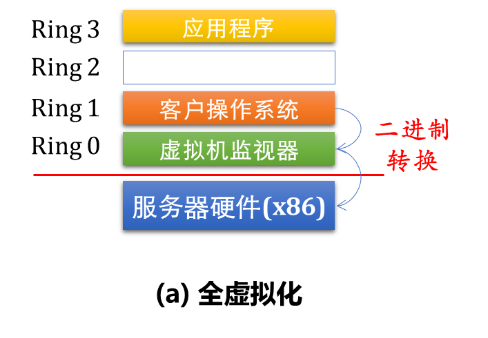 Ring 3 应用程序
Ring 2
Ring 1 客户操作系统
Ring 0 虚拟机监视器
二进制
转换
服务器硬件(x86)
(a) 全虚拟化